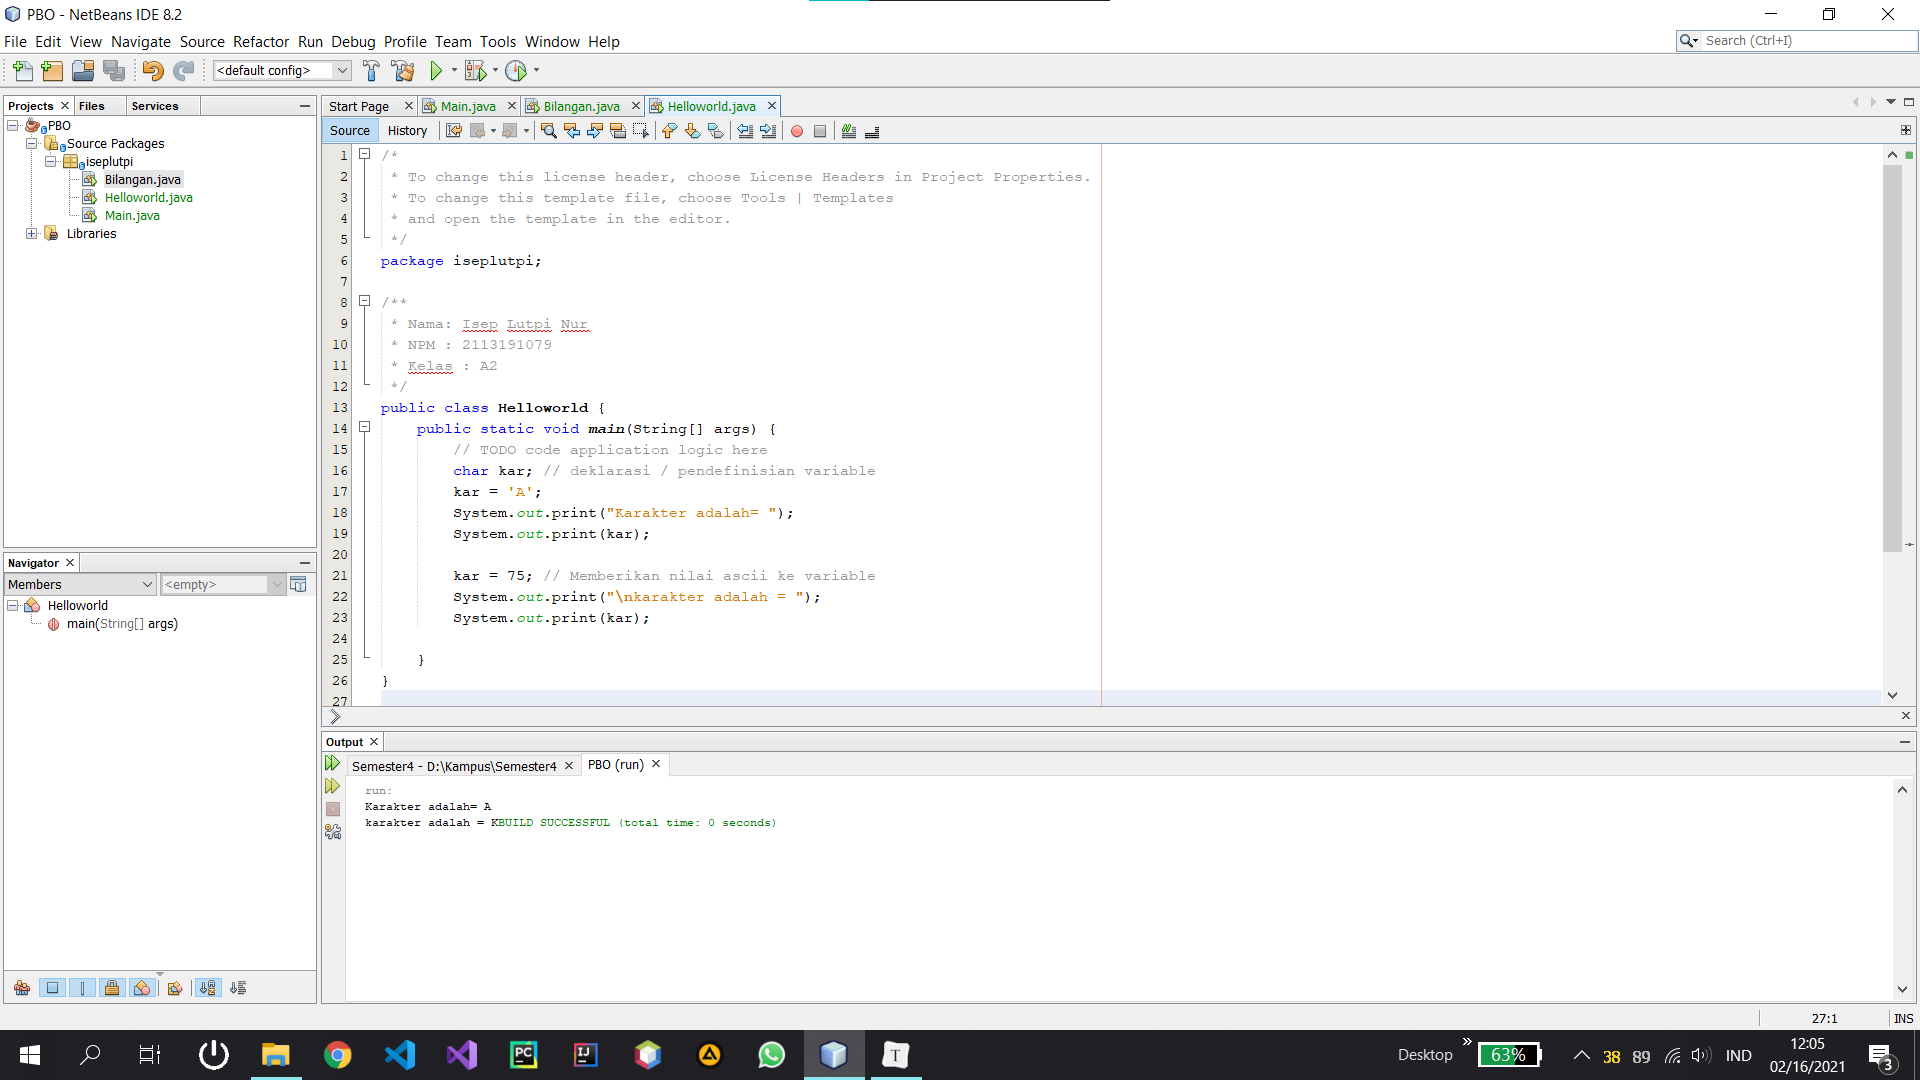 PBO - NetBeans IDE 8.2
File Edit View Navigate Source Refactor Run Debug Profile Team Tools Window Help
Search (Ctrl+I)
<default config>
Projects Files Services
PBO
Source Packages
iseplutpi
Bilangan.java
Helloworld.java
Main.java
Libraries
Navigator
Members <empty>
Helloworld
main(String[] args)
Start Page Main.java Bilangan.java Helloworld.java
Source History
1 /*
2 * To change this license header, choose License Headers in Project Properties.
3 * To change this template file, choose Tools | Templates
4 * and open the template in the editor.
5 */
6 package iseplutpi;
7
8 /**
9 * Nama: Isep Lutpi Nur
10 * NPM : 2113191079
11 * Kelas : A2
12 */
13 public class Helloworld {
14 public static void main(String[] args) {
15 // TODO code application logic here
16 char kar; // deklarasi / pendefinisian variable
17 kar = 'A';
18 System.out.print("Karakter adalah= ");
19 System.out.print(kar);
20
21 kar = 75; // Memberikan nilai ascii ke variable
22 System.out.print("\nkarakter adalah = ");
23 System.out.print(kar);
24
25 }
26 }
27
Output
Semester4 - D:\Kampus\Semester4 PBO (run)
run:
Karakter adalah= A
karakter adalah = KBUILD SUCCESSFUL (total time: 0 seconds)
27:1 INS
PC IJ T
Desktop 63% 38 89 IND 12:05
02/16/2021 3